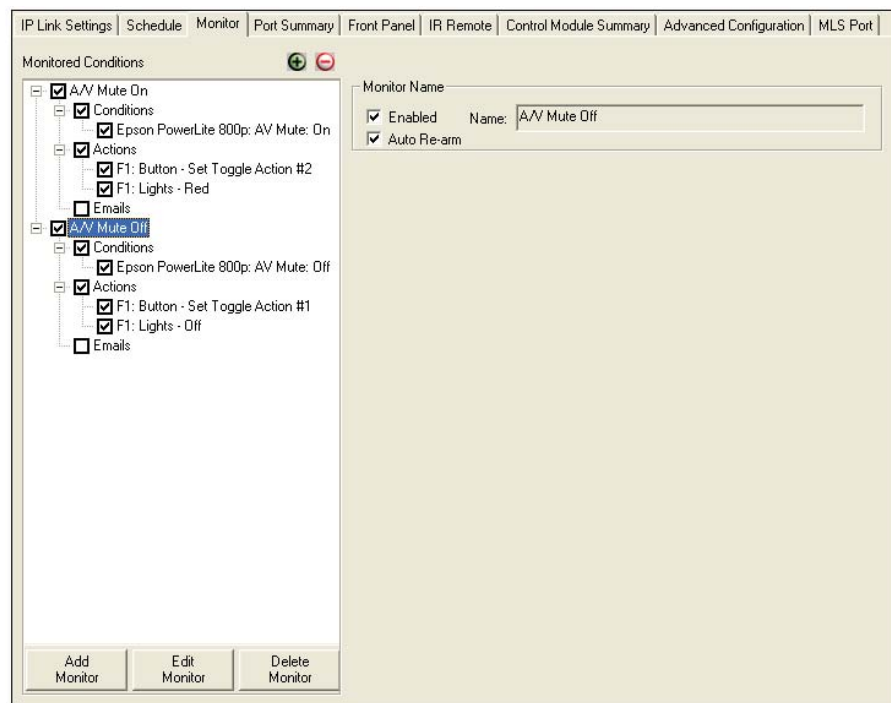 IP Link Settings Schedule Monitor Port Summary Front Panel IR Remote Control Module Summary Advanced Configuration MLS Port
Monitored Conditions
A/V Mute On
Conditions
Epson PowerLite 800p: AV Mute: On
Actions
F1: Button - Set Toggle Action #2
F1: Lights - Red
Emails
A/V Mute Off
Conditions
Epson PowerLite 800p: AV Mute: Off
Actions
F1: Button - Set Toggle Action #1
F1: Lights - Off
Emails
Monitor Name
Enabled Name: A/V Mute Off
Auto Re-arm
Add Monitor
Edit Monitor
Delete Monitor